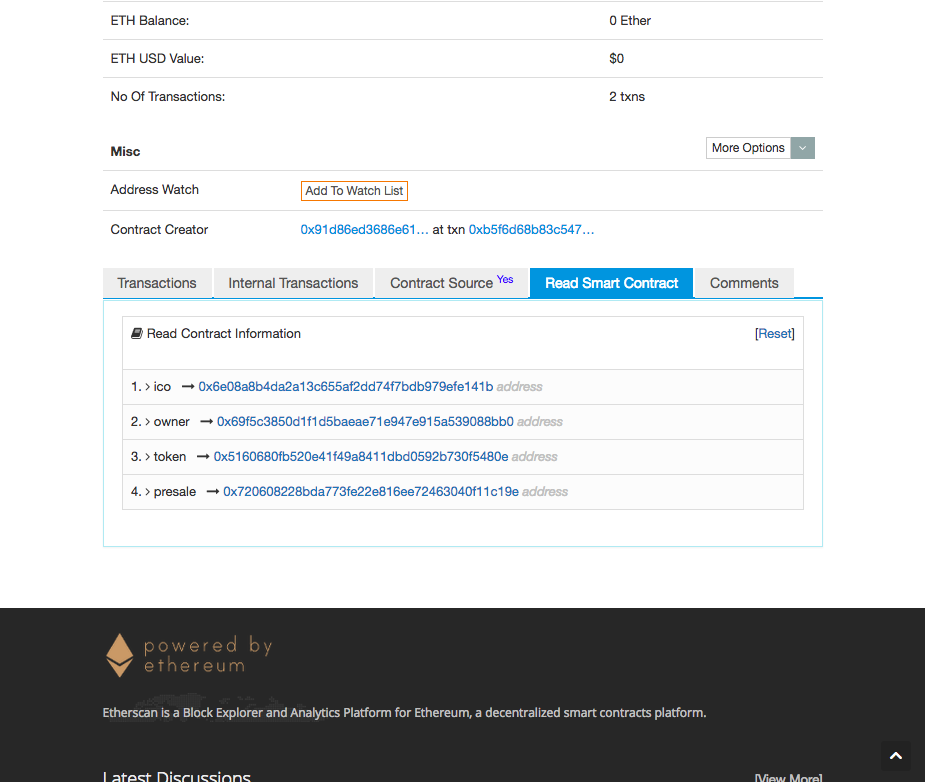 ETH Balance: 0 Ether
ETH USD Value: $0
No Of Transactions: 2 txns
Misc More Options
Address Watch Add To Watch List
Contract Creator 0x91d86ed3686e61... at txn 0xb5f6d68b83c547...
Transactions Internal Transactions Contract Source Yes Read Smart Contract Comments
Read Contract Information [Reset]
1. > ico → 0x6e08a8b4da2a13c655af2dd74f7bdb979efe141b address
2. > owner → 0x69f5c3850d1f1d5baeae71e947e915a539088bb0 address
3. > token → 0x5160680fb520e41f49a8411dbd0592b730f5480e address
4. > presale → 0x720608228bda773fe22e816ee72463040f11c19e address
powered by
ethereum
Etherscan is a Block Explorer and Analytics Platform for Ethereum, a decentralized smart contracts platform.
Latest Discussions [View More]